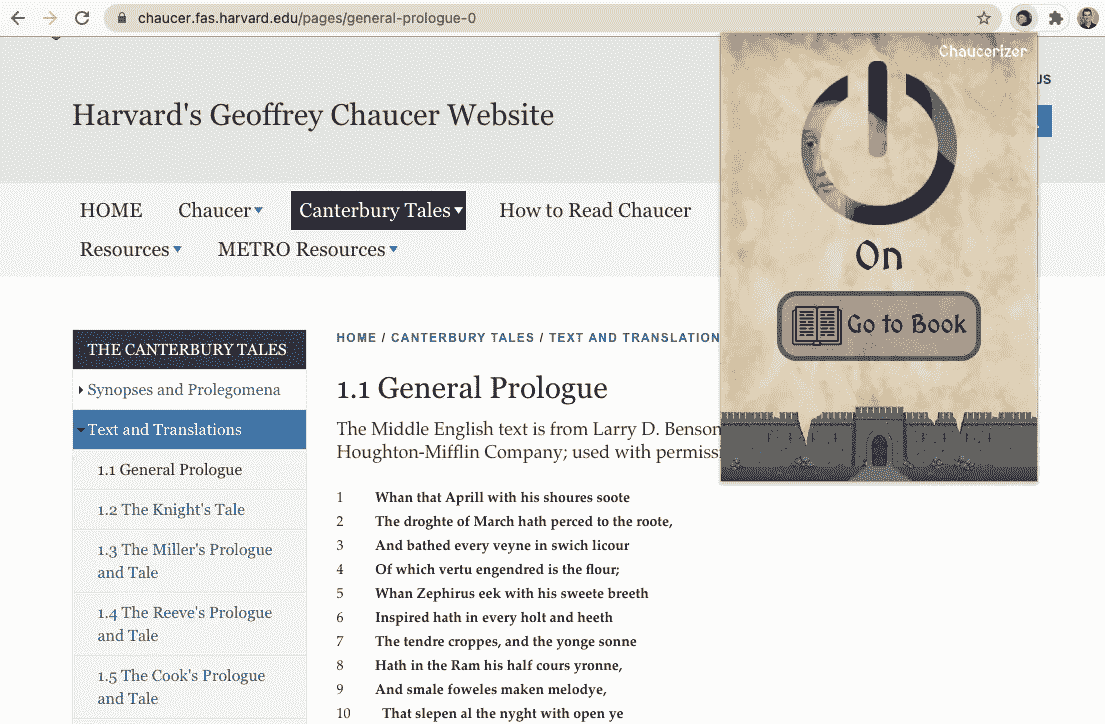 chaucer.fas.harvard.edu/pages/general-prologue-0
Chaucerizer
US
Harvard's Geoffrey Chaucer Website
HOME Chaucer Canterbury Tales How to Read Chaucer
Resources METRO Resources
On
Go to Book
THE CANTERBURY TALES
Synopses and Prolegomena
Text and Translations
1.1 General Prologue
1.2 The Knight's Tale
1.3 The Miller's Prologue
and Tale
1.4 The Reeve's Prologue
and Tale
1.5 The Cook's Prologue
and Tale
HOME / CANTERBURY TALES / TEXT AND TRANSLATION
1.1 General Prologue
The Middle English text is from Larry D. Benson
Houghton-Mifflin Company; used with permissi
1 Whan that Aprill with his shoures soote
2 The droghte of March hath perced to the roote,
3 And bathed every veyne in swich licour
4 Of which vertu engendred is the flour;
5 Whan Zephirus eek with his sweete breeth
6 Inspired hath in every holt and heeth
7 The tendre croppes, and the yonge sonne
8 Hath in the Ram his half cours yronne,
9 And smale foweles maken melodye,
10 That slepen al the nyght with open ye